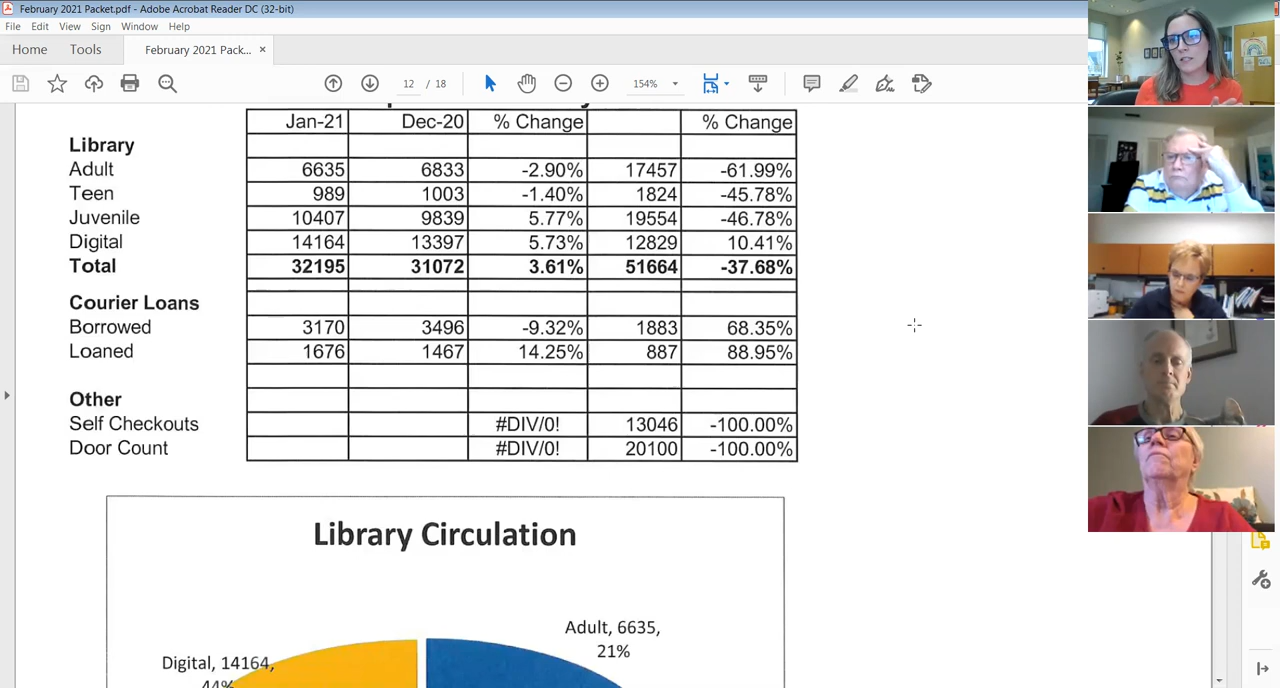 February 2021 Packet.pdf - Adobe Acrobat Reader DC (32-bit)
File Edit View Sign Window Help
Home Tools February 2021 Pack... ×
12 / 18 154%
Jan-21 Dec-20 % Change % Change
Library
Adult 6635 6833 -2.90% 17457 -61.99%
Teen 989 1003 -1.40% 1824 -45.78%
Juvenile 10407 9839 5.77% 19554 -46.78%
Digital 14164 13397 5.73% 12829 10.41%
Total 32195 31072 3.61% 51664 -37.68%
Courier Loans
Borrowed 3170 3496 -9.32% 1883 68.35%
Loaned 1676 1467 14.25% 887 88.95%
Other
Self Checkouts #DIV/0! 13046 -100.00%
Door Count #DIV/0! 20100 -100.00%
Library Circulation
Adult, 6635,
21%
Digital, 14164,
44%